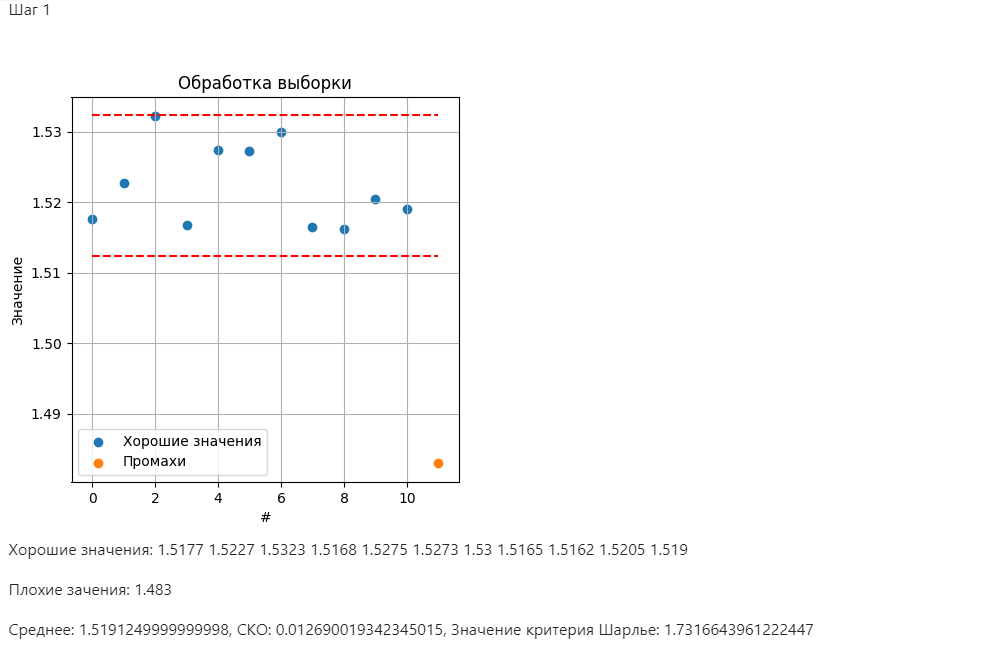 Шаг 1
Обработка выборки
1.53
1.52
1.51
1.50
1.49
Значение
Хорошие значения
Промахи
0 2 4 6 8 10
#
Хорошие значения: 1.5177 1.5227 1.5323 1.5168 1.5275 1.5273 1.53 1.5165 1.5162 1.5205 1.519
Плохие зачения: 1.483
Среднее: 1.5191249999999998, СКО: 0.012690019342345015, Значение критерия Шарлье: 1.7316643961222447